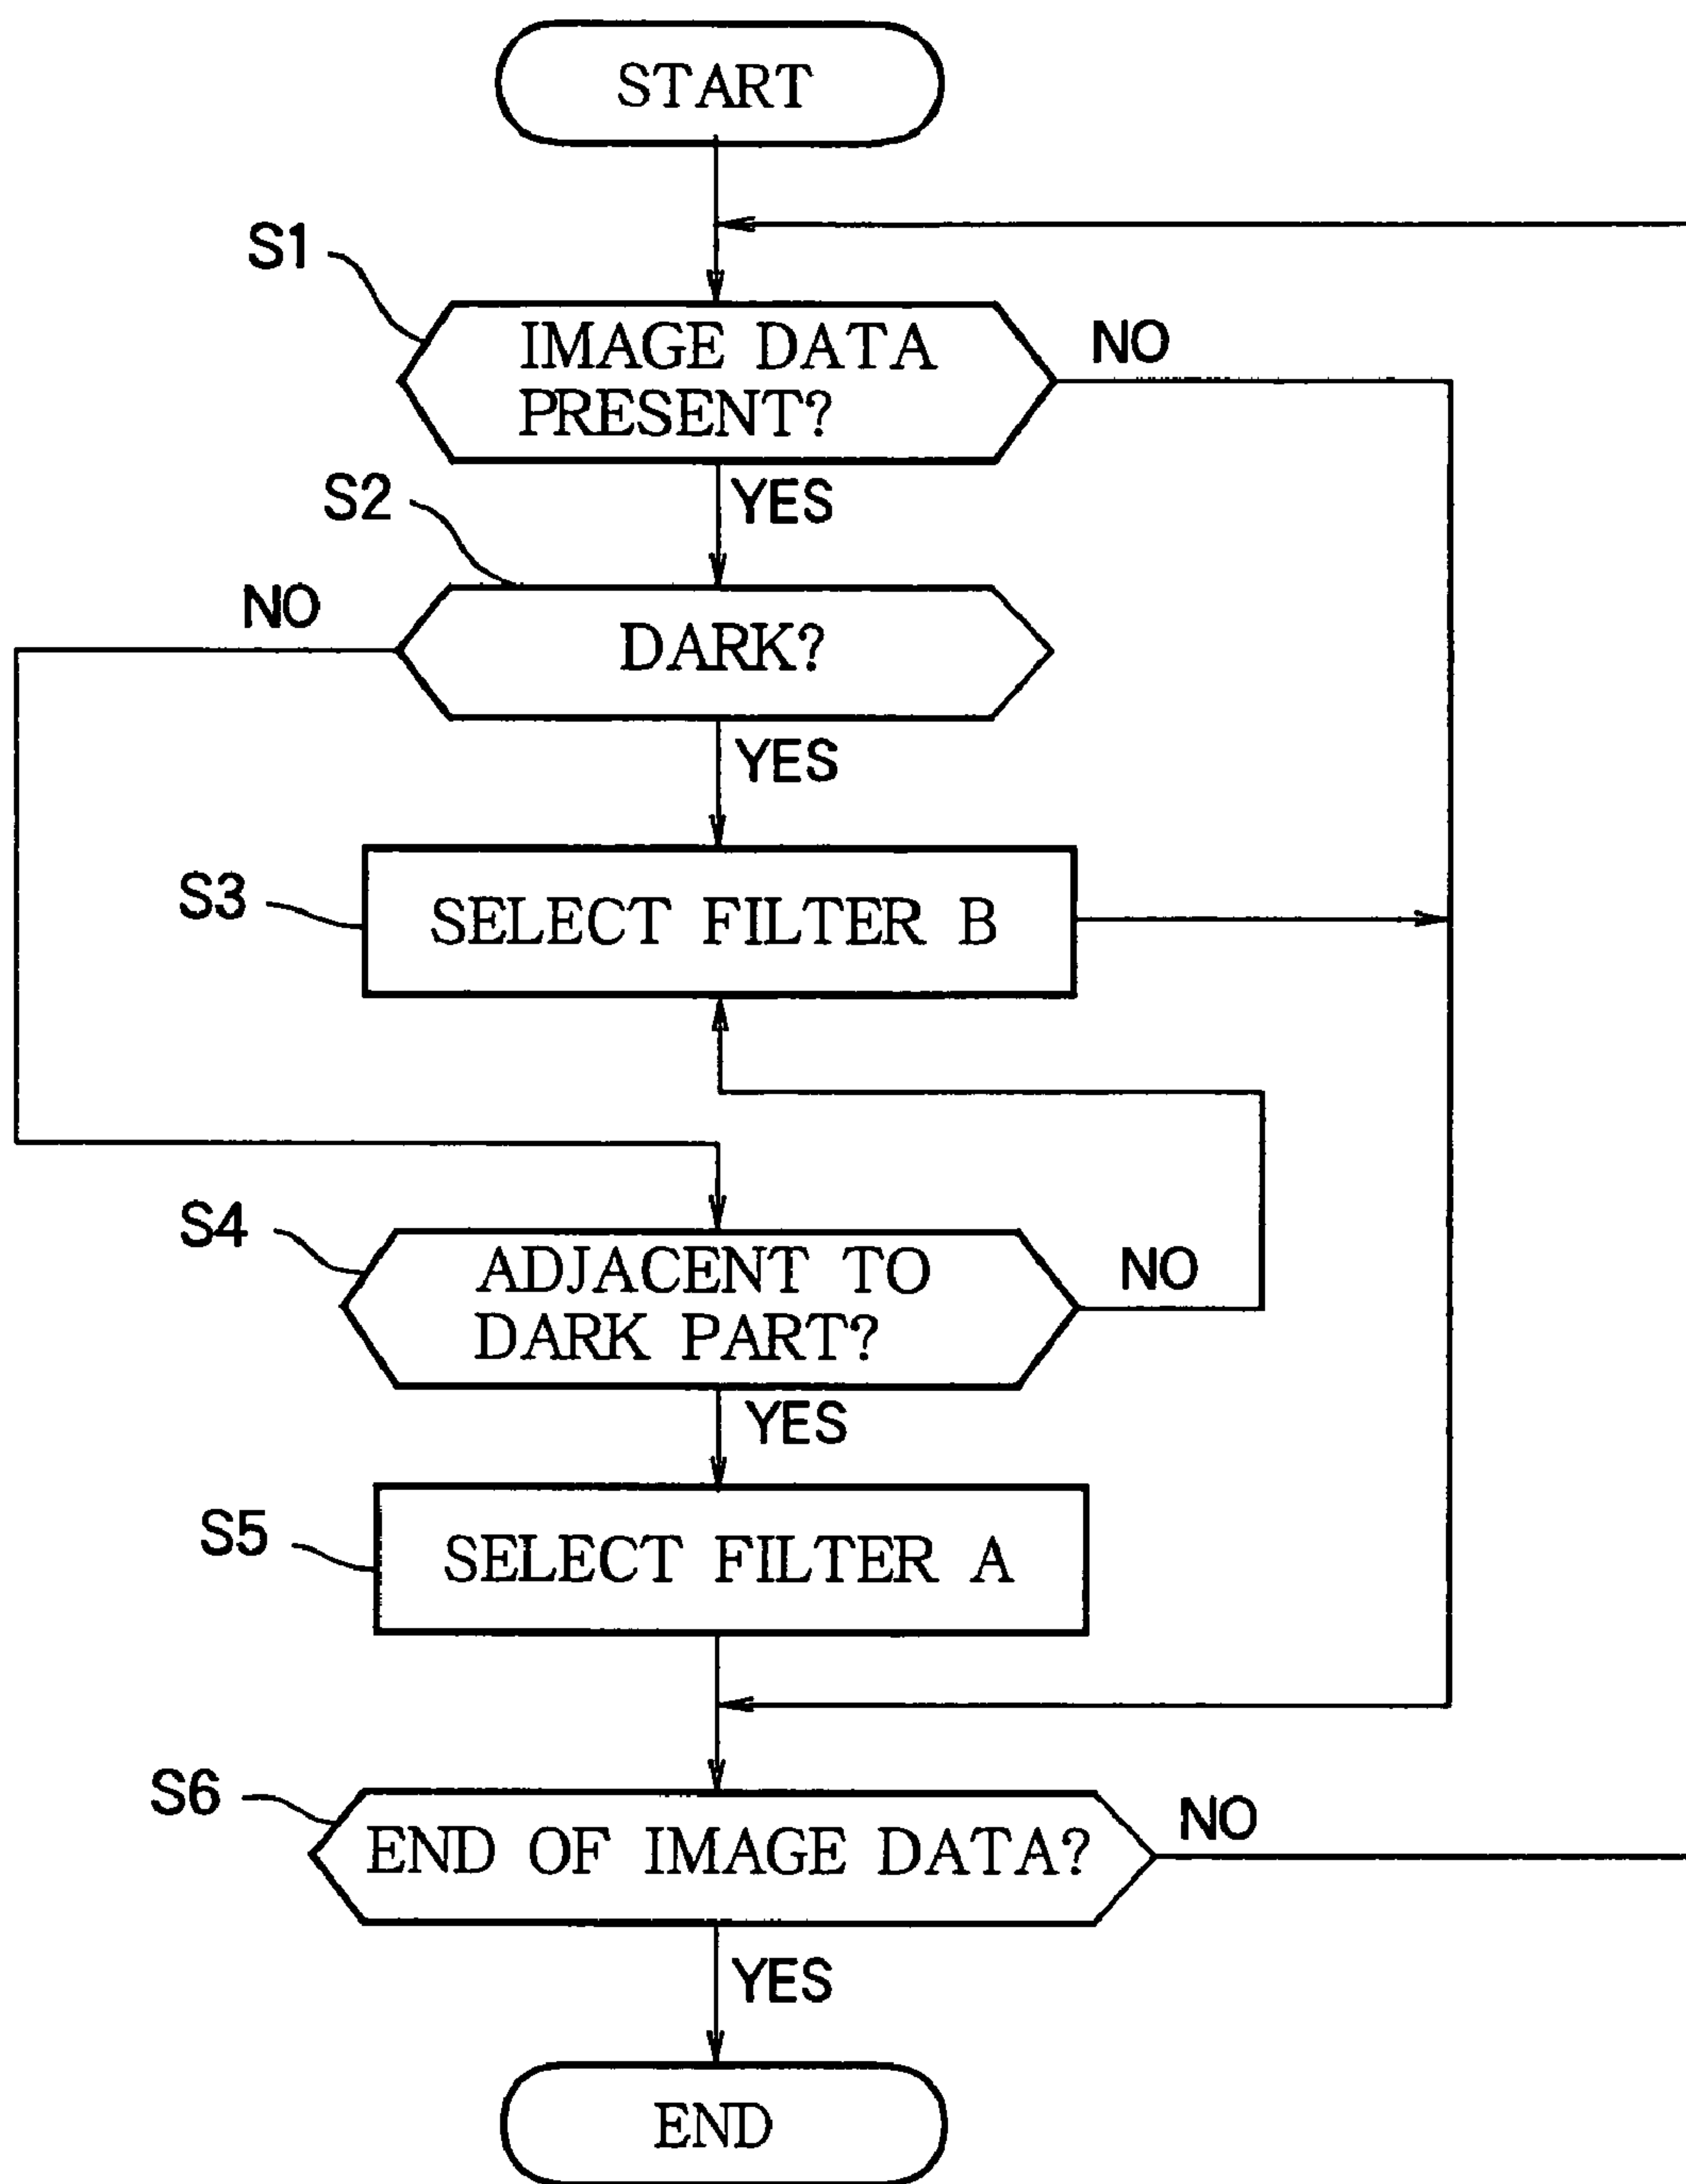 START
S1
IMAGE DATA
PRESENT?
NO
YES
S2
NO
DARK?
YES
S3
SELECT FILTER B
S4
ADJACENT TO
DARK PART?
NO
YES
S5
SELECT FILTER A
S6
END OF IMAGE DATA?
NO
YES
END